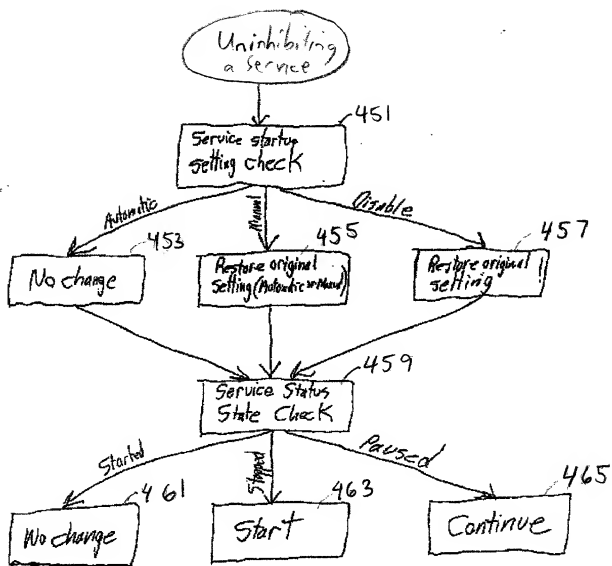 Uninhibiting
a service
451
Service startup
setting check
Automatic
Manual
Disable
453
455
457
No change
Restore original
setting (Automatic or Manual)
Restore original
setting
459
Service Status
State Check
Started
Stopped
Paused
461
463
465
No change
Start
Continue